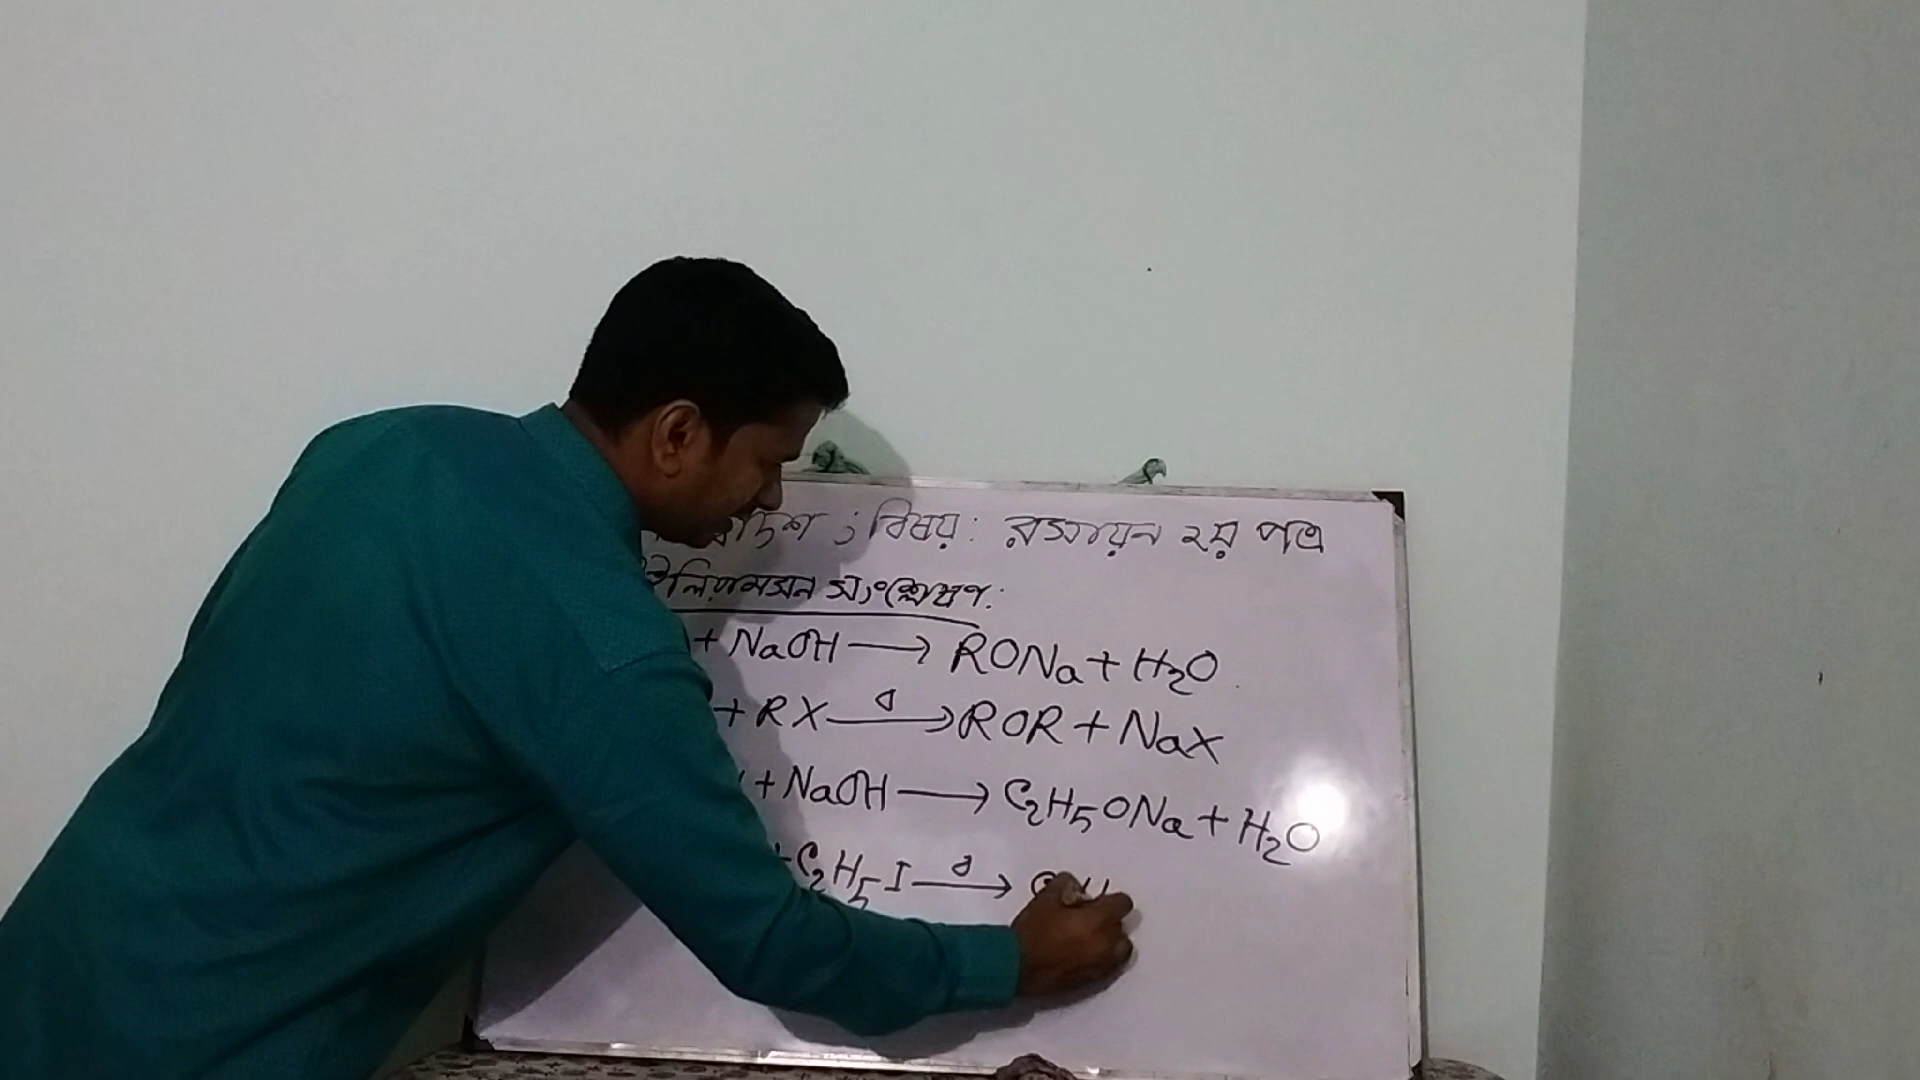 ; বিষয়: রসায়ন ২য় পত্র
উইলিয়ামসন সংশ্লেষণ:
+ NaOH ⟶ RONa + H₂O
+ RX ⟶ ROR + NaX
+ NaOH ⟶ C₂H₅ONa + H₂O
+ C₂H₅I ⟶